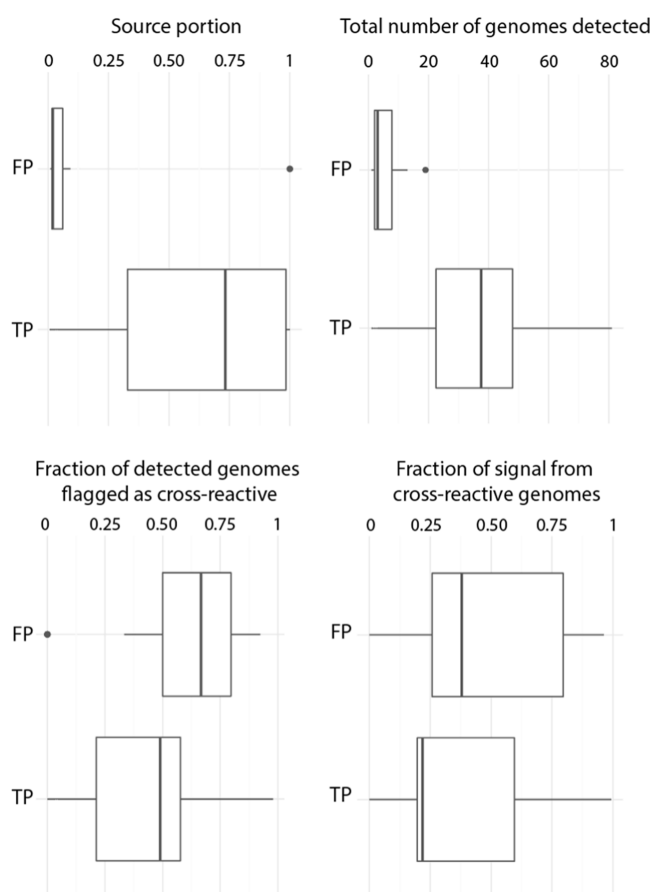 Source portion
0 0.25 0.50 0.75 1
FP
TP
Total number of genomes detected
0 20 40 60 80
FP
TP
Fraction of detected genomes
flagged as cross-reactive
0 0.25 0.50 0.75 1
FP
TP
Fraction of signal from
cross-reactive genomes
0 0.25 0.50 0.75 1
FP
TP